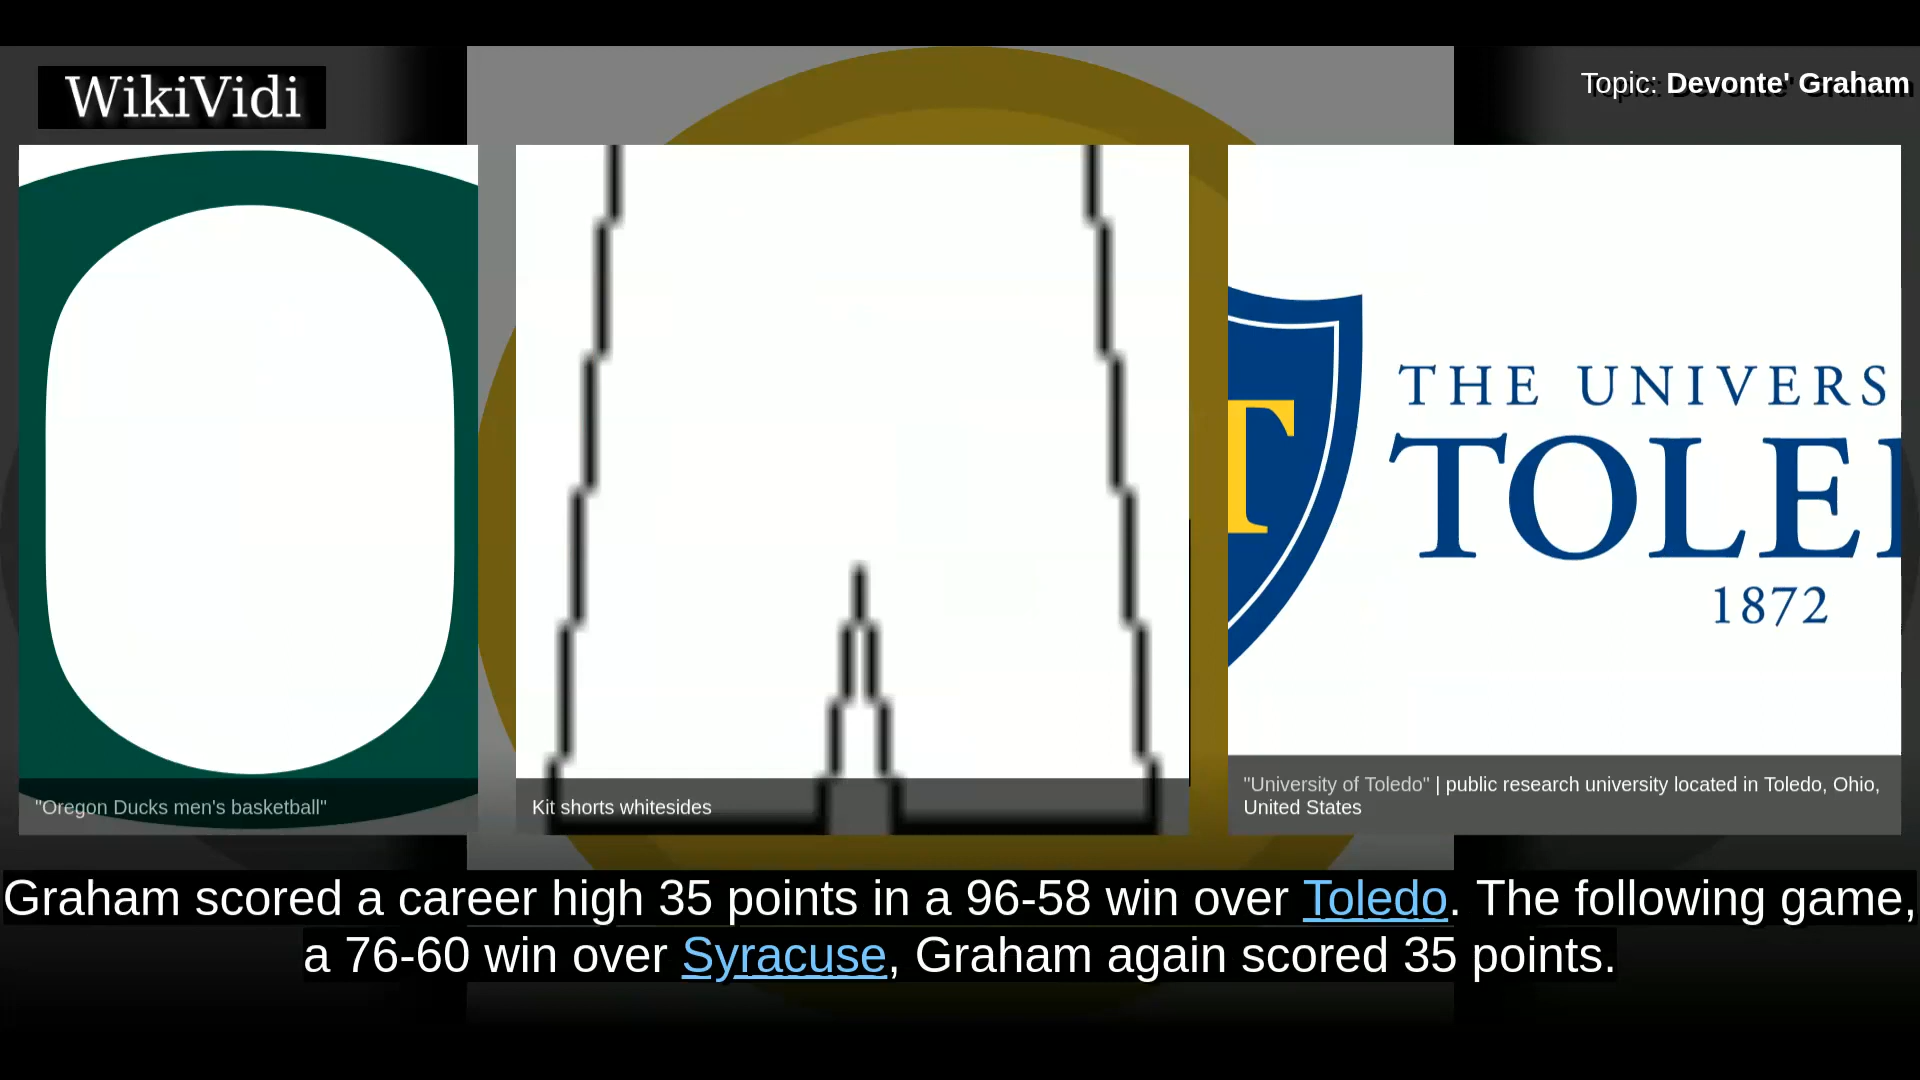 WikiVidi
Topic: Devonte' Graham
T
THE UNIVERS
TOLE
1872
"Oregon Ducks men's basketball"
Kit shorts whitesides
"University of Toledo" | public research university located in Toledo, Ohio,
United States
Graham scored a career high 35 points in a 96-58 win over Toledo. The following game,
a 76-60 win over Syracuse, Graham again scored 35 points.